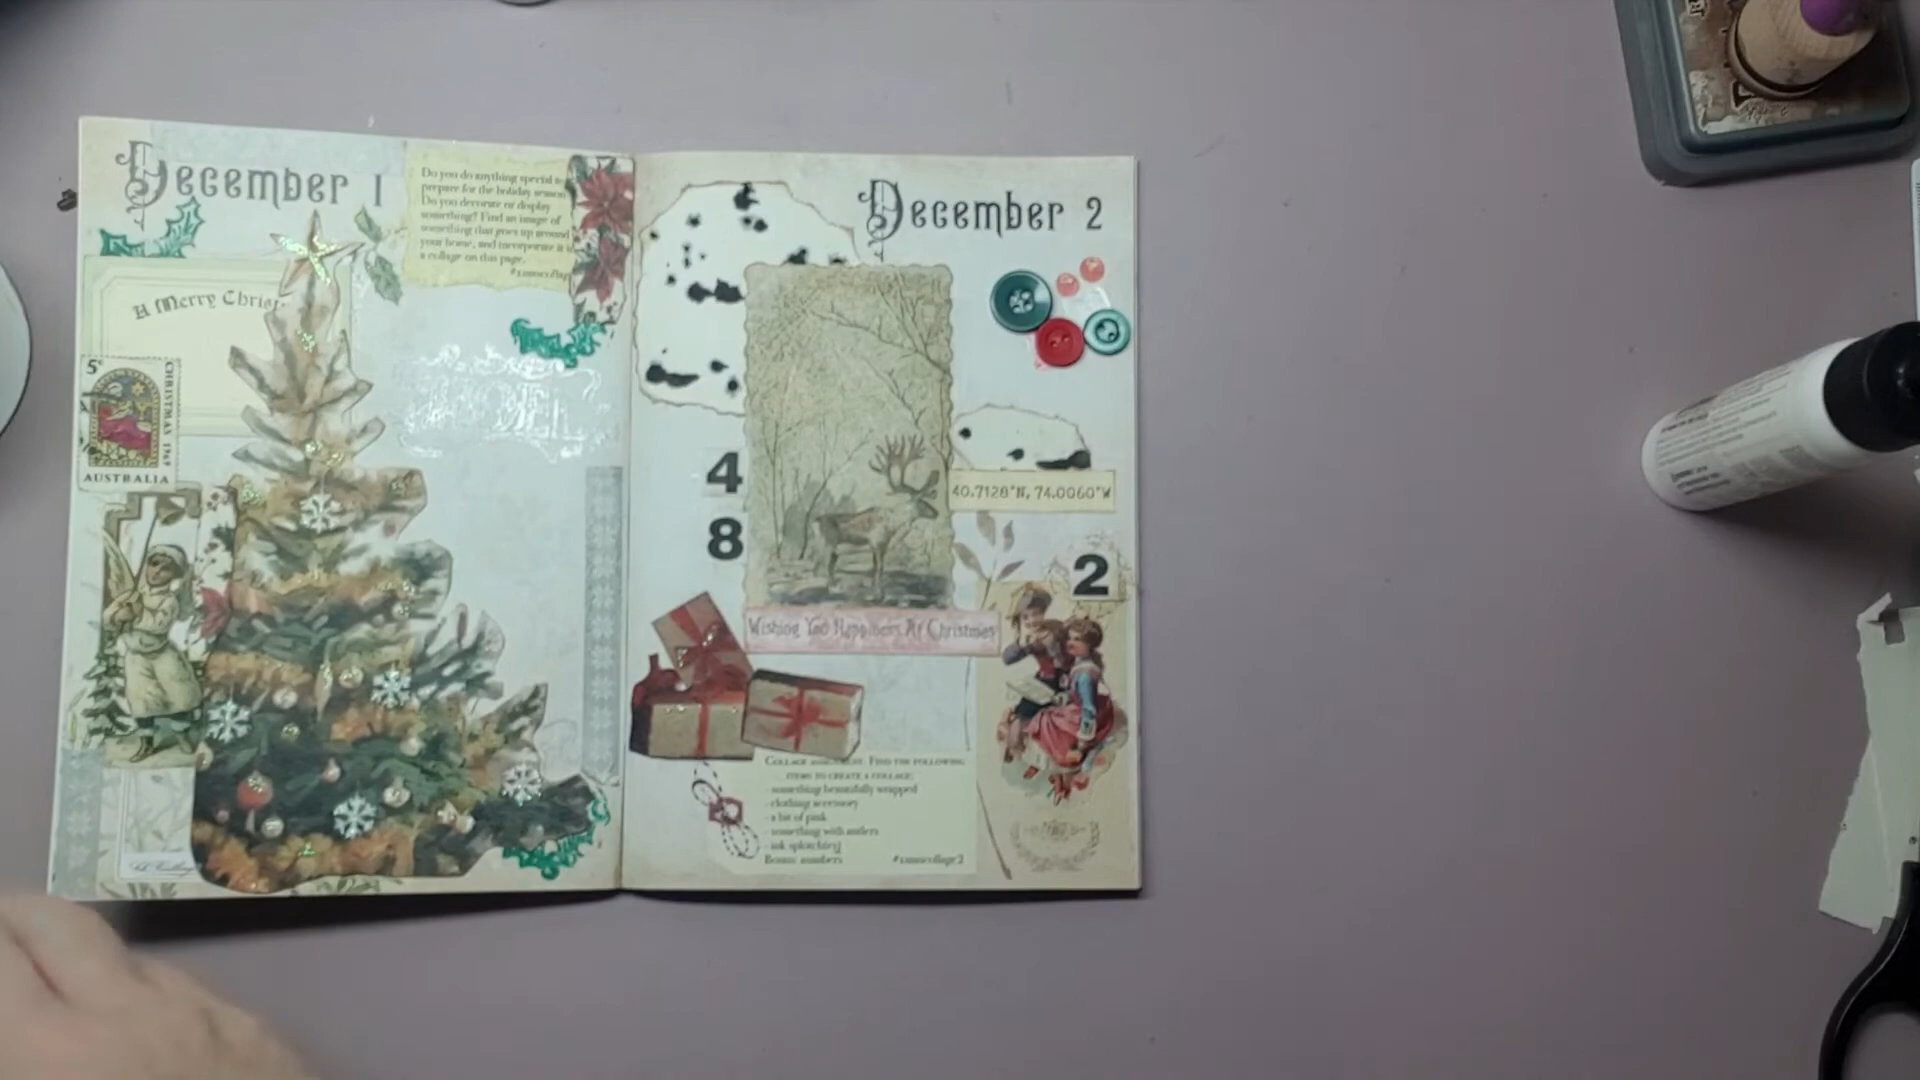 December 1
Do you do anything special to
prepare for the holiday season
Do you decorate or display
something? Find an image of
something that goes up around
your home, and incorporate it
a collage on this page.
A Merry Christ
5c
CHRISTMAS 1969
AUSTRALIA
December 2
4
8
40.7128°N, 74.0060°W
2
Wishing You Happiness At Christmas
Collage Find the following
items to create a collage:
- something beautifully wrapped
- clothing accessory
- a bit of pink
- something with antlers
- ink splotching
Bonus: numbers
#xmascollage2